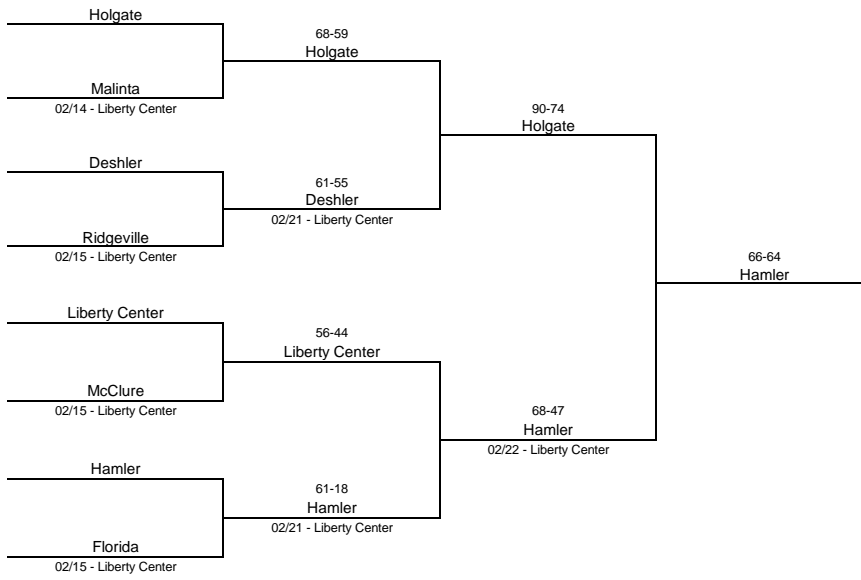 Holgate
68-59
Holgate
Malinta
02/14 - Liberty Center
90-74
Holgate
Deshler
61-55
Deshler
02/21 - Liberty Center
Ridgeville
02/15 - Liberty Center
66-64
Hamler
Liberty Center
56-44
Liberty Center
McClure
02/15 - Liberty Center
68-47
Hamler
02/22 - Liberty Center
Hamler
61-18
Hamler
02/21 - Liberty Center
Florida
02/15 - Liberty Center